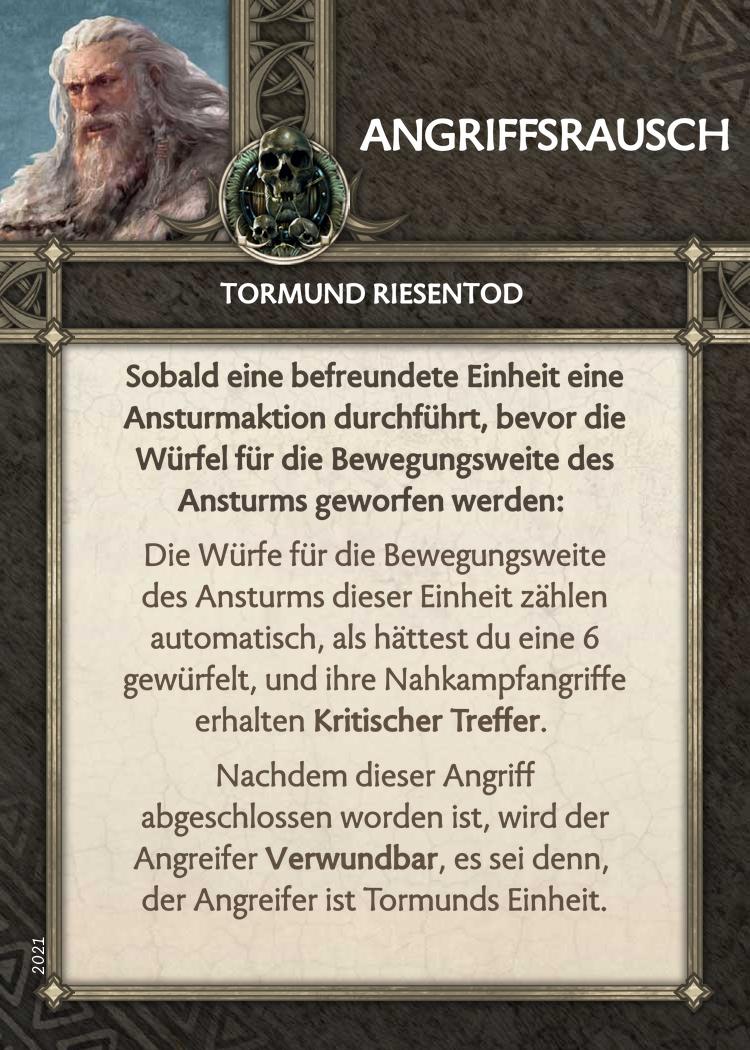 ANGRIFFSRAUSCH
TORMUND RIESENTOD
Sobald eine befreundete Einheit eine
Ansturmaktion durchführt, bevor die
Würfel für die Bewegungsweite des
Ansturms geworfen werden:
Die Würfe für die Bewegungsweite
des Ansturms dieser Einheit zählen
automatisch, als hättest du eine 6
gewürfelt, und ihre Nahkampfangriffe
erhalten Kritischer Treffer.
Nachdem dieser Angriff
abgeschlossen worden ist, wird der
Angreifer Verwundbar, es sei denn,
der Angreifer ist Tormunds Einheit.
2021